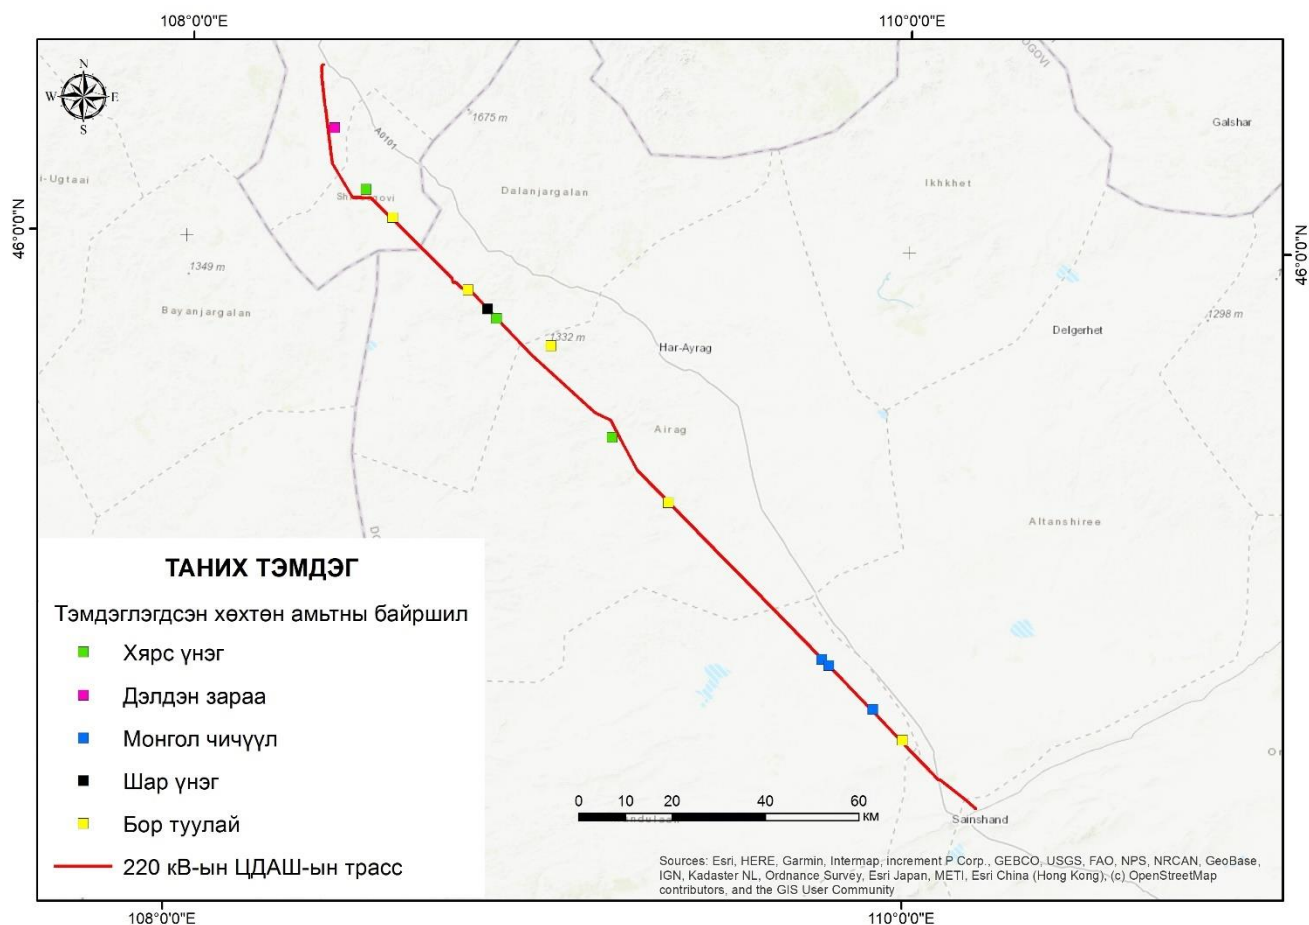 108°0'0"E
110°0'0"E
N
W
E
S
46°0'0"N
46°0'0"N
OGOVI
1675 m
A0101
Galshar
i-Ugtaai
Dalanjargalan
Ikhkhet
1349 m
Bayanjargalan
1332 m
Har-Ayrag
Delgerhet
1298 m
Airag
Altanshiree
ТАНИХ ТЭМДЭГ
Тэмдэглэгдсэн хөхтөн амьтны байршил
Хярс үнэг
Дэлдэн зараа
Монгол чичүүл
Шар үнэг
Бор туулай
220 кВ-ын ЦДАШ-ын трасс
0 10 20 40 60
КМ
Sainshand
Sources: Esri, HERE, Garmin, Intermap, increment P Corp., GEBCO, USGS, FAO, NPS, NRCAN, GeoBase,
IGN, Kadaster NL, Ordnance Survey, Esri Japan, METI, Esri China (Hong Kong), (c) OpenStreetMap
contributors, and the GIS User Community
108°0'0"E
110°0'0"E